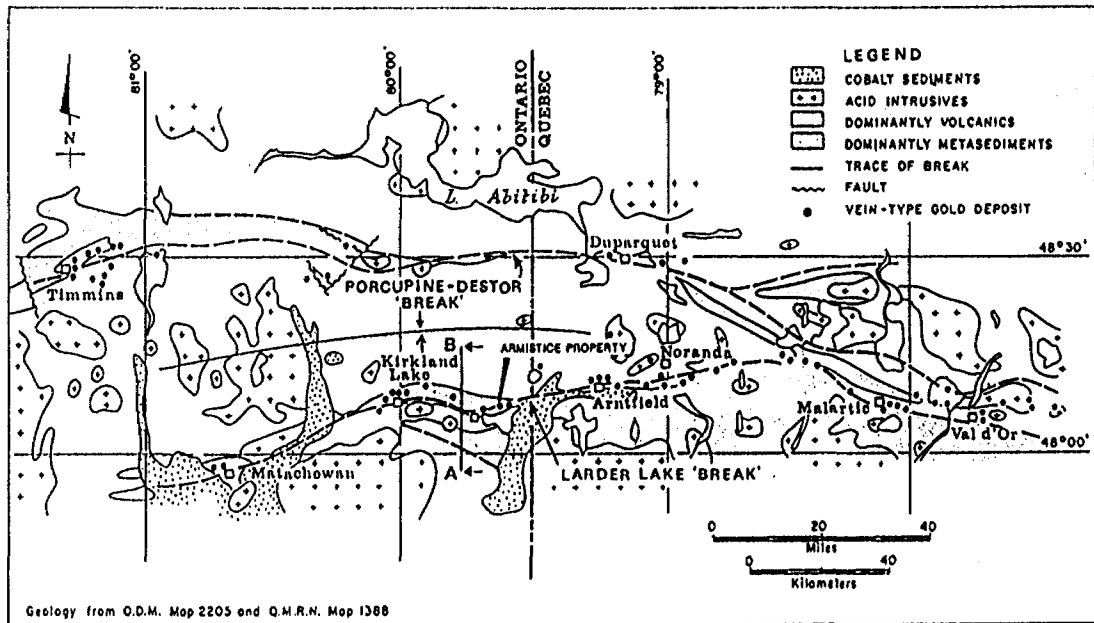 81°00'
80°00'
ONTARIO
QUEBEC
79°00'
LEGEND
COBALT SEDIMENTS
ACID INTRUSIVES
DOMINANTLY VOLCANICS
DOMINANTLY METASEDIMENTS
TRACE OF BREAK
FAULT
VEIN-TYPE GOLD DEPOSIT
N
L. Abitibi
48°30'
Duparquet
Timmins
PORCUPINE-DESTOR
'BREAK'
B
ARMISTICE PROPERTY
Kirkland
Lake
Noranda
Arntfield
Malartic
Val d'Or
48°00'
Matachewan
A
LARDER LAKE 'BREAK'
0 20 40
Miles
0 40
Kilometers
Geology from O.D.M. Map 2205 and Q.M.R.N. Map 1388